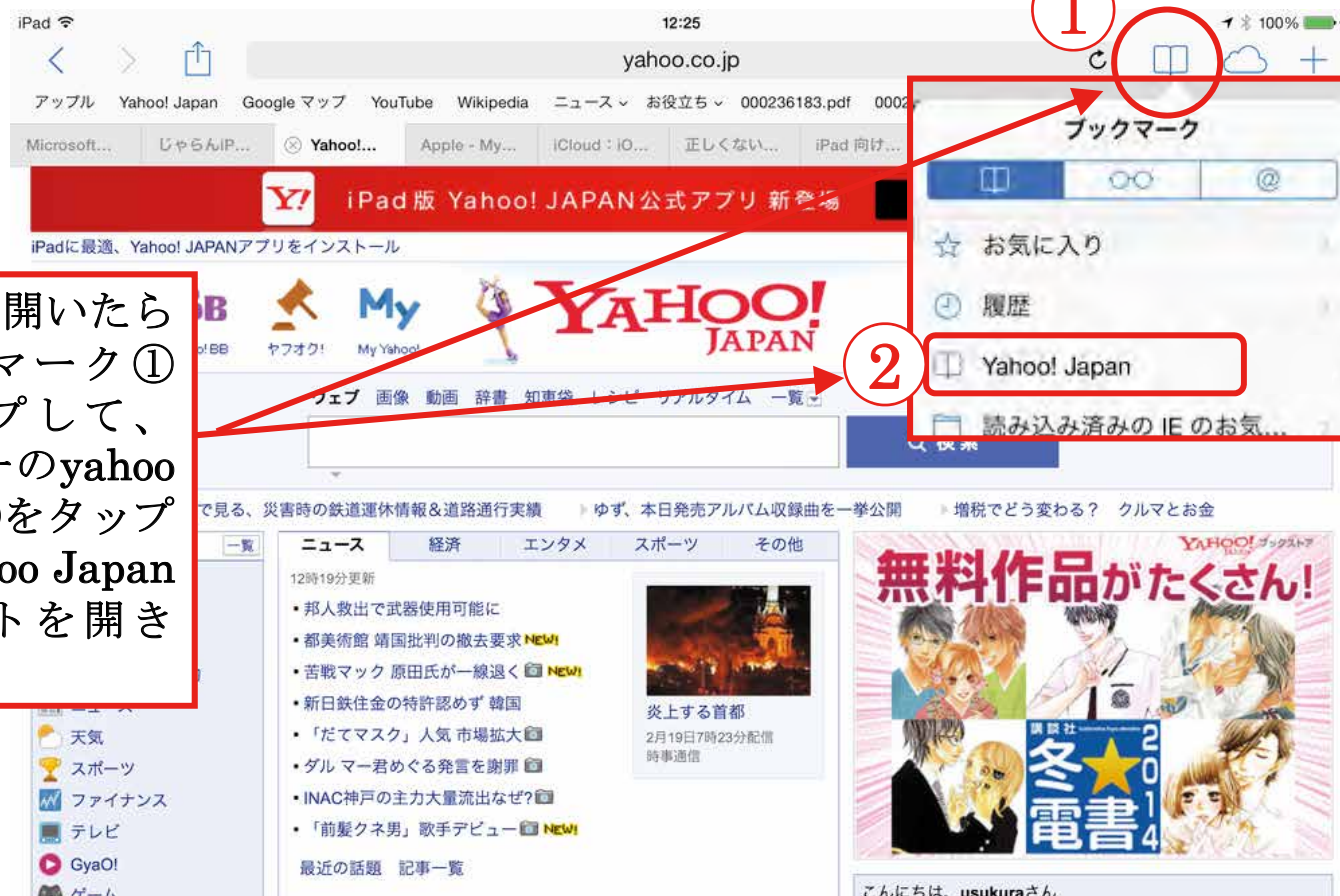 iPad
12:25
100%
yahoo.co.jp
①
アップル Yahoo! Japan Google マップ YouTube Wikipedia ニュース お役立ち 000236183.pdf
Microsoft... じゃらんiP... Yahoo!... Apple - My... iCloud：iO... 正しくない... iPad 向け...
ブックマーク
@
お気に入り
履歴
②
Yahoo! Japan
読み込み済みの IE のお気...
Y! iPad 版 Yahoo! JAPAN公式アプリ 新登場
iPadに最適、Yahoo! JAPANアプリをインストール
開いたら
マーク①
プして、
ーのyahoo
をタップ
oo Japan
トを開き
BB
o!BB
ヤフオク!
My
My Yahoo!
YAHOO!
JAPAN
ウェブ 画像 動画 辞書 知恵袋 レシピ リアルタイム 一覧
検索
で見る、災害時の鉄道運休情報＆道路通行実績 ゆず、本日発売アルバム収録曲を一挙公開 増税でどう変わる？ クルマとお金
一覧
ニュース 経済 エンタメ スポーツ その他
12時19分更新
・邦人救出で武器使用可能に
・都美術館 靖国批判の撤去要求 NEW!
・苦戦マック 原田氏が一線退く NEW!
・新日鉄住金の特許認めず 韓国
・「だてマスク」人気 市場拡大
・ダル マー君めぐる発言を謝罪
・INAC神戸の主力大量流出なぜ?
・「前髪クネ男」歌手デビュー NEW!
最近の話題 記事一覧
炎上する首都
2月19日7時23分配信
時事通信
ニュース
天気
スポーツ
ファイナンス
テレビ
GyaO!
ゲーム
YAHOO! JAPAN ブックストア
無料作品がたくさん!
講談社
冬★電書
2014
こんにちは、usukuraさん